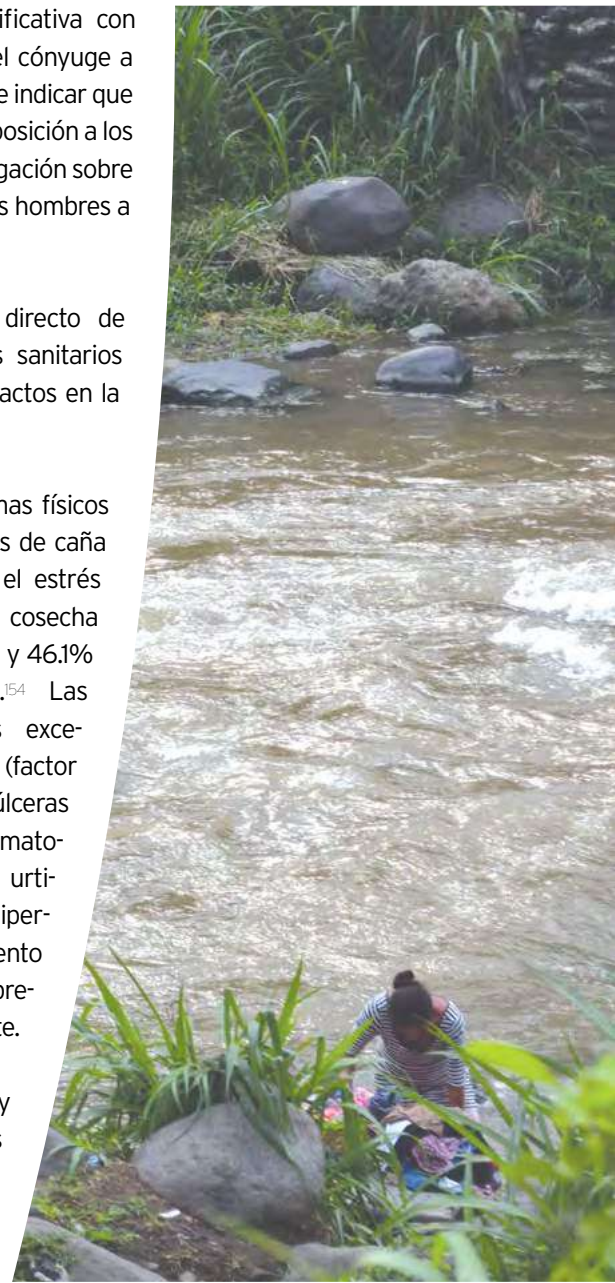 ificativa con
el cónyuge a
e indicar que
posición a los
gación sobre
s hombres a
directo de
s sanitarios
actos en la
nas físicos
s de caña
el estrés
cosecha
y 46.1%
.154 Las
s exce-
(factor
úlceras
mato-
urti-
iper-
ento
pre-
te.
y
s